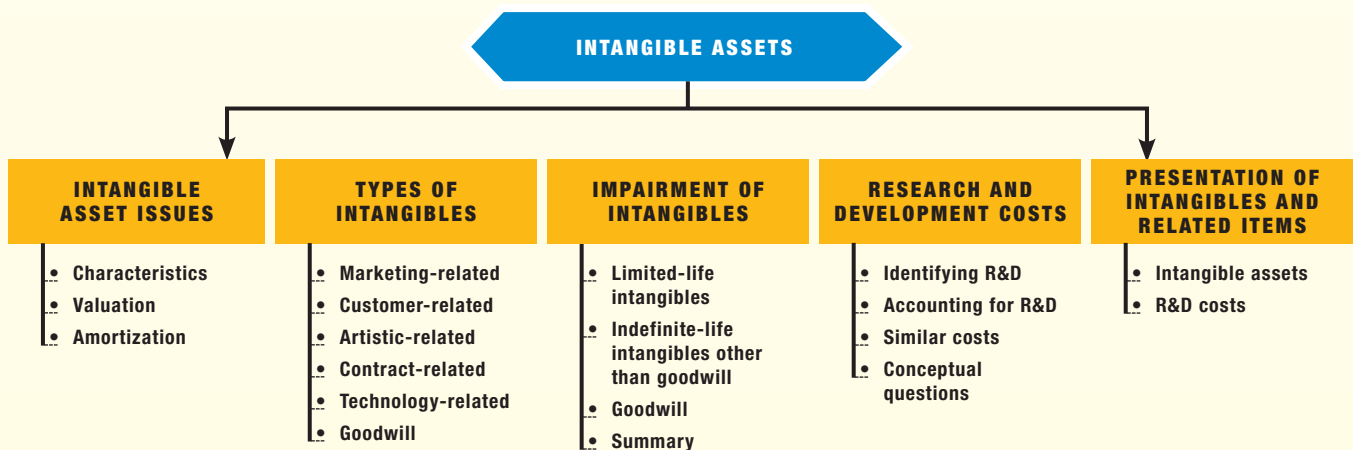 INTANGIBLE ASSETS
INTANGIBLE
ASSET ISSUES
• Characteristics
• Valuation
• Amortization
TYPES OF
INTANGIBLES
• Marketing-related
• Customer-related
• Artistic-related
• Contract-related
• Technology-related
• Goodwill
IMPAIRMENT OF
INTANGIBLES
• Limited-life
intangibles
• Indefinite-life
intangibles other
than goodwill
• Goodwill
• Summary
RESEARCH AND
DEVELOPMENT COSTS
• Identifying R&D
• Accounting for R&D
• Similar costs
• Conceptual
questions
PRESENTATION OF
INTANGIBLES AND
RELATED ITEMS
• Intangible assets
• R&D costs